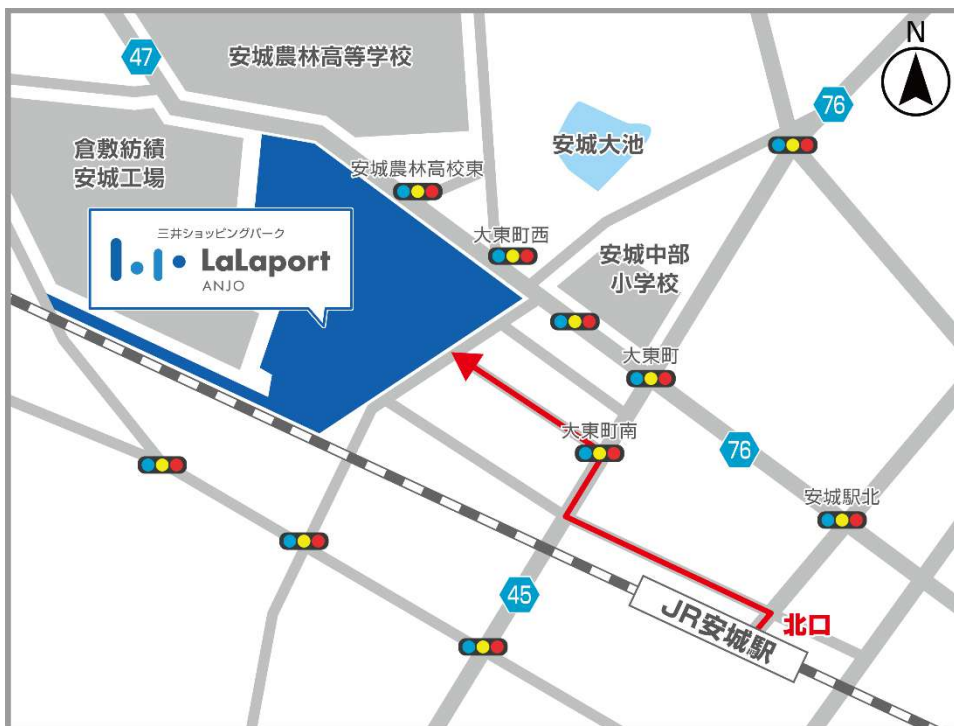 47
安城農林高等学校
N
76
倉敷紡績
安城工場
安城大池
安城農林高校東
三井ショッピングパーク
LaLaport
ANJO
大東町西
安城中部
小学校
大東町
大東町南
76
安城駅北
45
JR安城駅
北口